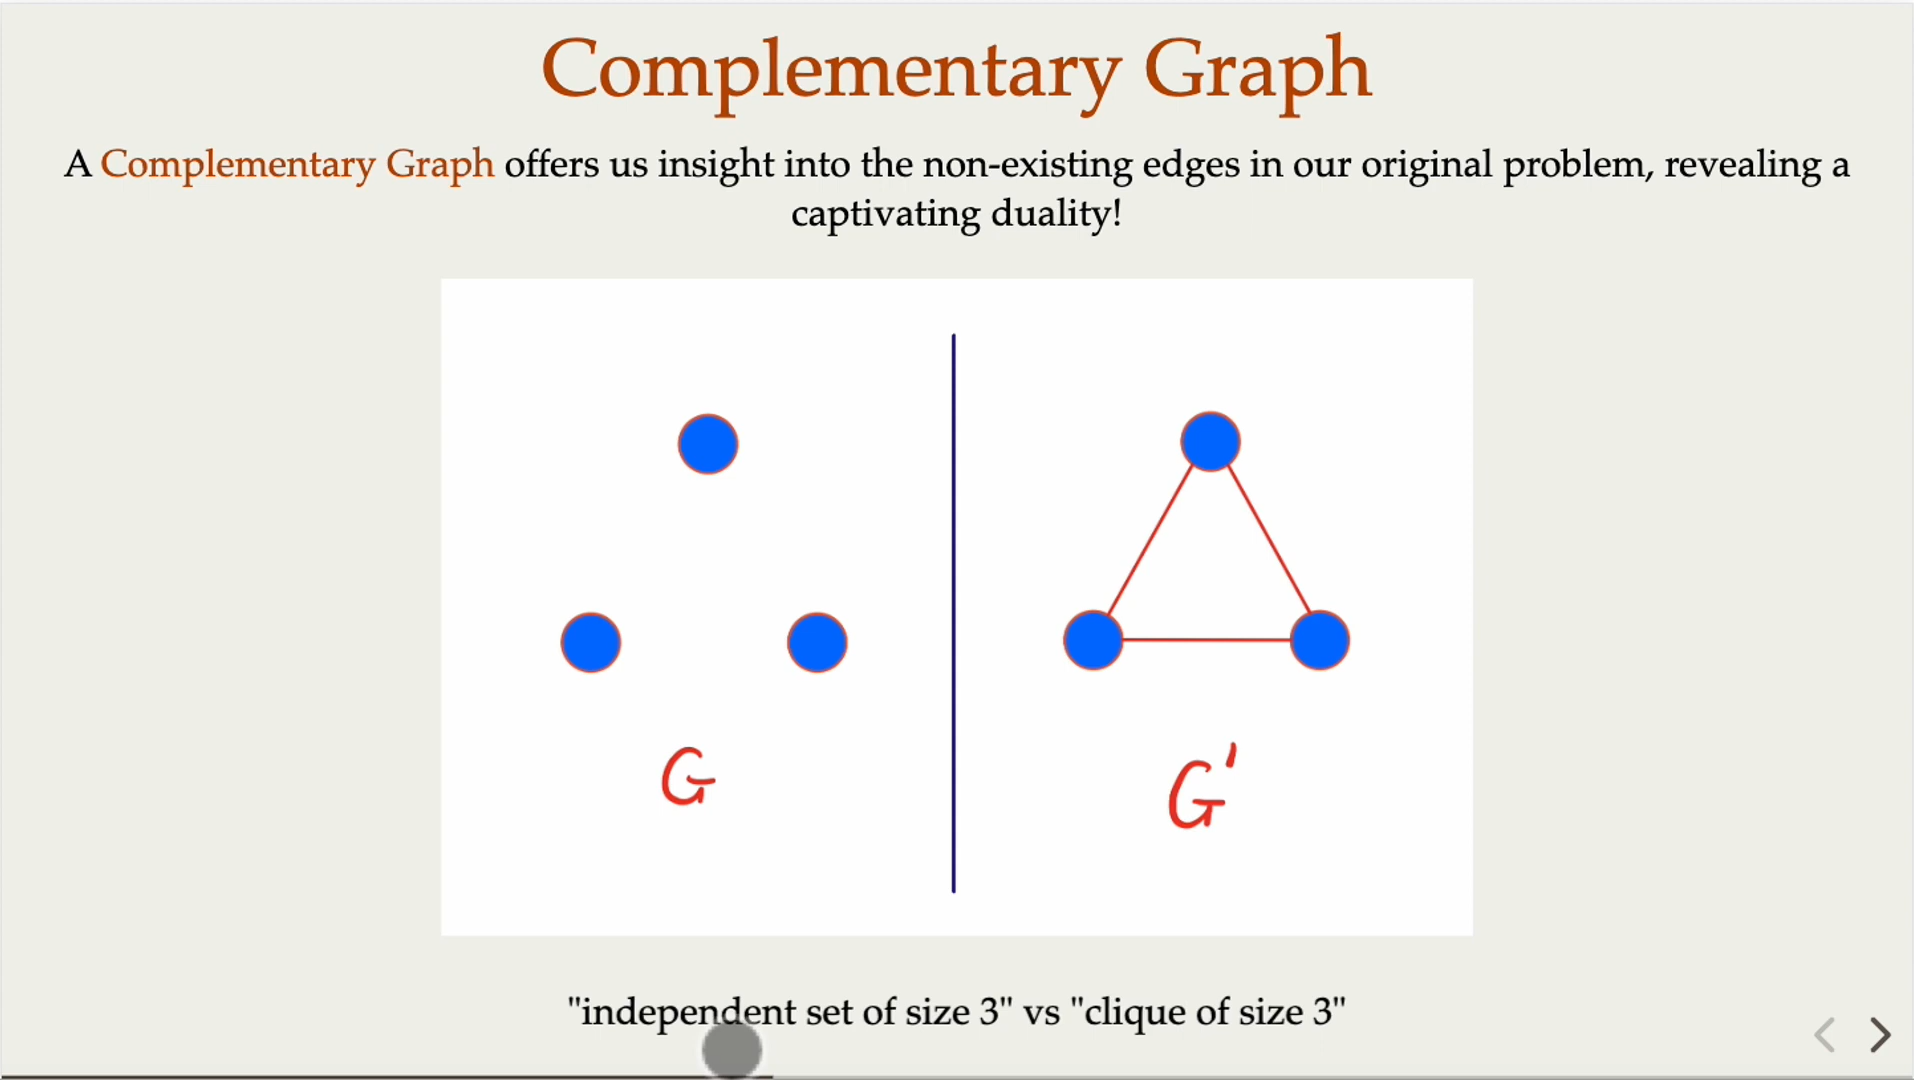 Complementary Graph
A Complementary Graph offers us insight into the non-existing edges in our original problem, revealing a
captivating duality!
G
G'
"independent set of size 3" vs "clique of size 3"